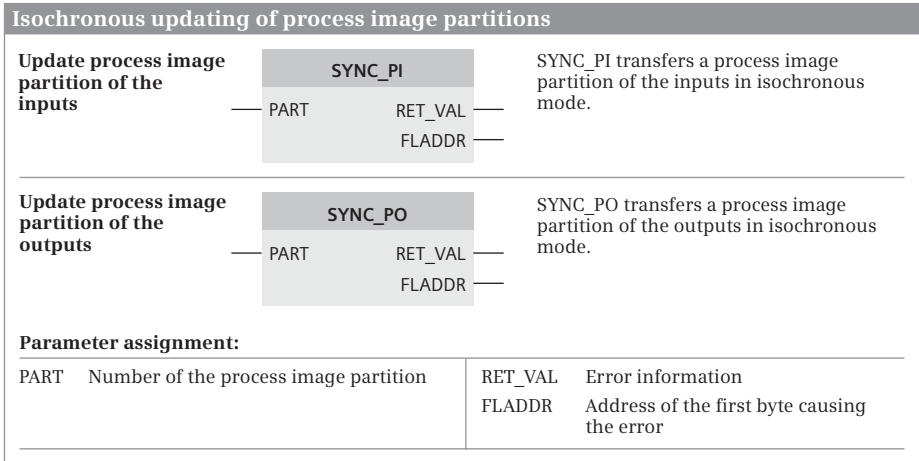 Isochronous updating of process image partitions
Update process image
partition of the
inputs
SYNC_PI
PART RET_VAL
FLADDR
SYNC_PI transfers a process image
partition of the inputs in isochronous
mode.
Update process image
partition of the
outputs
SYNC_PO
PART RET_VAL
FLADDR
SYNC_PO transfers a process image
partition of the outputs in isochronous
mode.
Parameter assignment:
PART Number of the process image partition
RET_VAL Error information
FLADDR Address of the first byte causing
the error